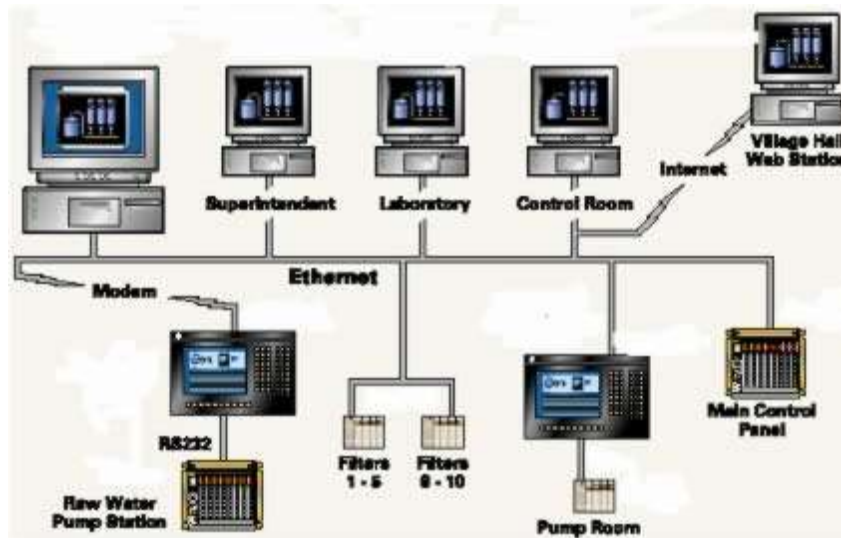 Superintendent
Laboratory
Control Room
Village Hall
Web Station
Internet
Ethernet
Modem
RS232
Raw Water
Pump Station
Filters
1 - 5
Filters
6 - 10
Pump Room
Main Control
Panel